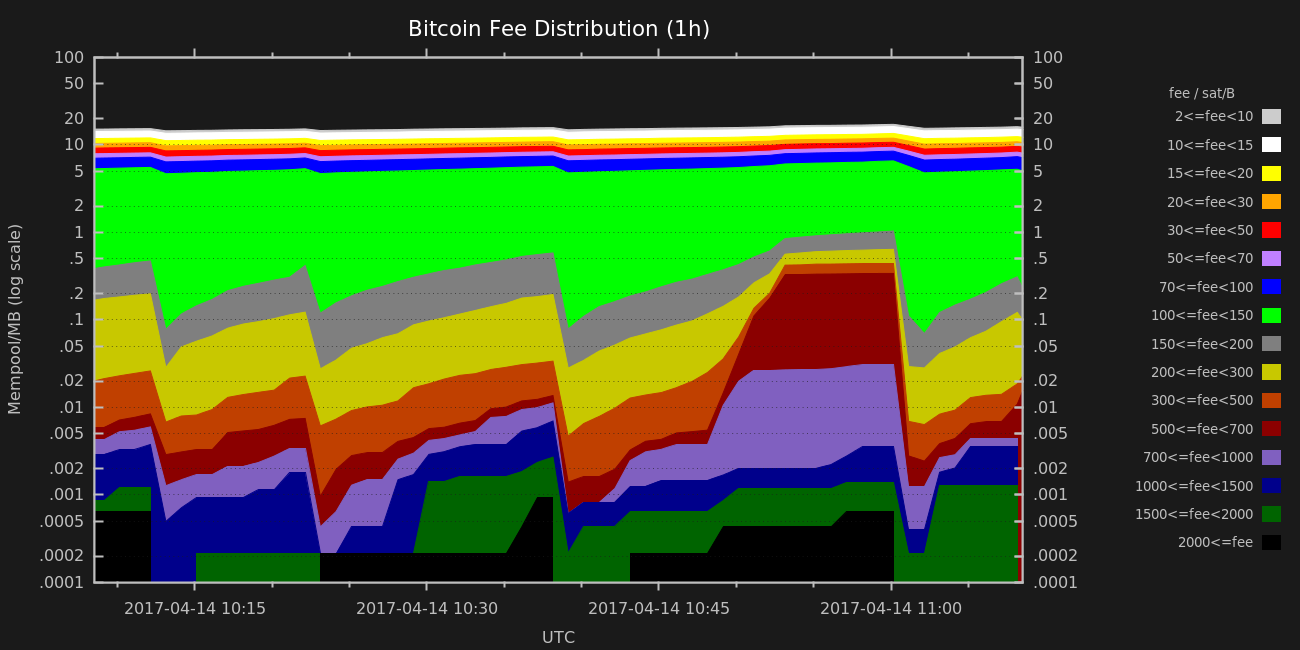 Bitcoin Fee Distribution (1h)
Mempool/MB (log scale)
100
50
20
10
5
2
1
.5
.2
.1
.05
.02
.01
.005
.002
.001
.0005
.0002
.0001
100
50
20
10
5
2
1
.5
.2
.1
.05
.02
.01
.005
.002
.001
.0005
.0002
.0001
2017-04-14 10:15
2017-04-14 10:30
2017-04-14 10:45
2017-04-14 11:00
UTC
fee / sat/B
2<=fee<10
10<=fee<15
15<=fee<20
20<=fee<30
30<=fee<50
50<=fee<70
70<=fee<100
100<=fee<150
150<=fee<200
200<=fee<300
300<=fee<500
500<=fee<700
700<=fee<1000
1000<=fee<1500
1500<=fee<2000
2000<=fee